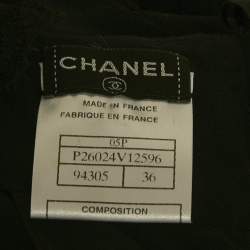 CHANEL
MADE IN FRANCE
FABRIQUE EN FRANCE
05P
P26024V12596
94305 36
COMPOSITION